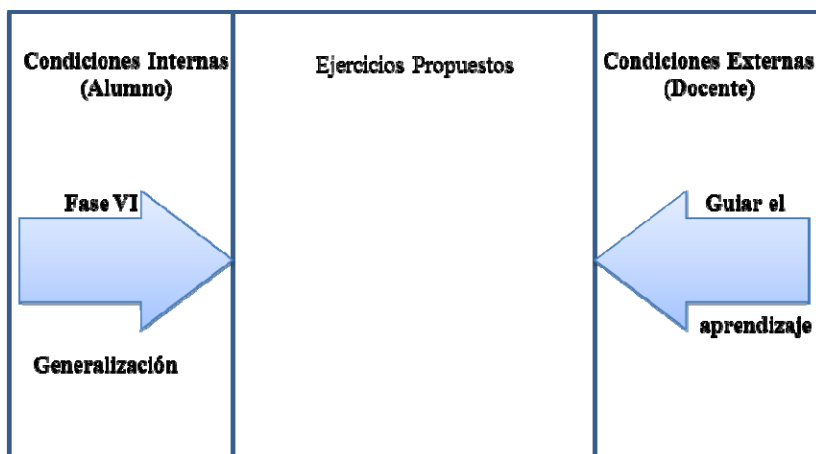 Condiciones Internas
(Alumno)
Fase VI
Generalización
Ejercicios Propuestos
Condiciones Externas
(Docente)
Guiar el
aprendizaje